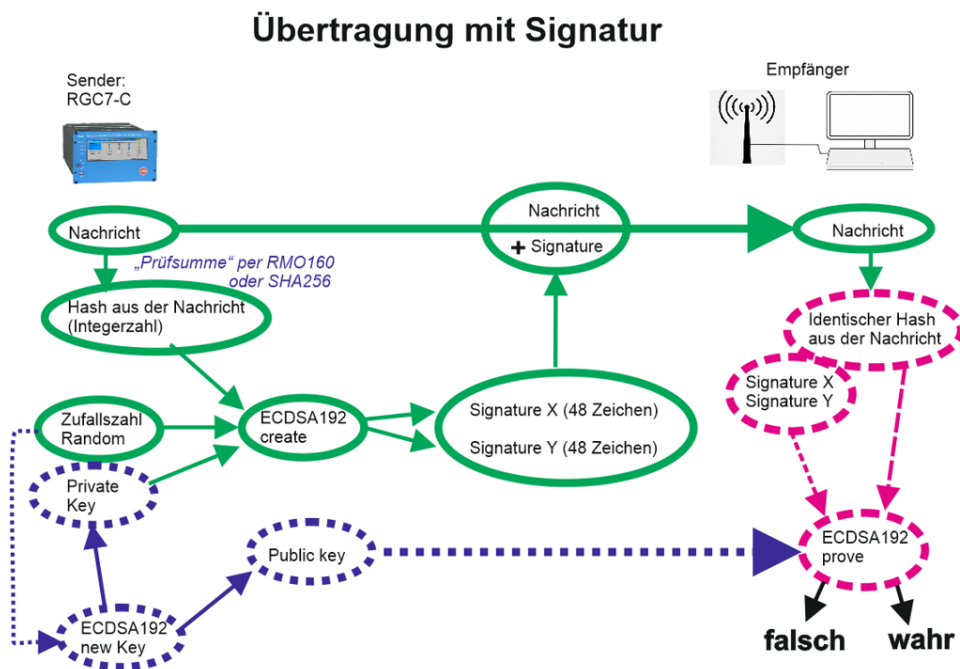 Übertragung mit Signatur
Sender:
RGC7-C
Empfänger
Nachricht
Nachricht
+ Signature
Nachricht
„Prüfsumme“ per RMO160
oder SHA256
Hash aus der Nachricht
(Integerzahl)
Identischer Hash
aus der Nachricht
Signature X
Signature Y
Zufallszahl
Random
ECDSA192
create
Signature X (48 Zeichen)
Signature Y (48 Zeichen)
Private
Key
Public key
ECDSA192
prove
ECDSA192
new Key
falsch
wahr